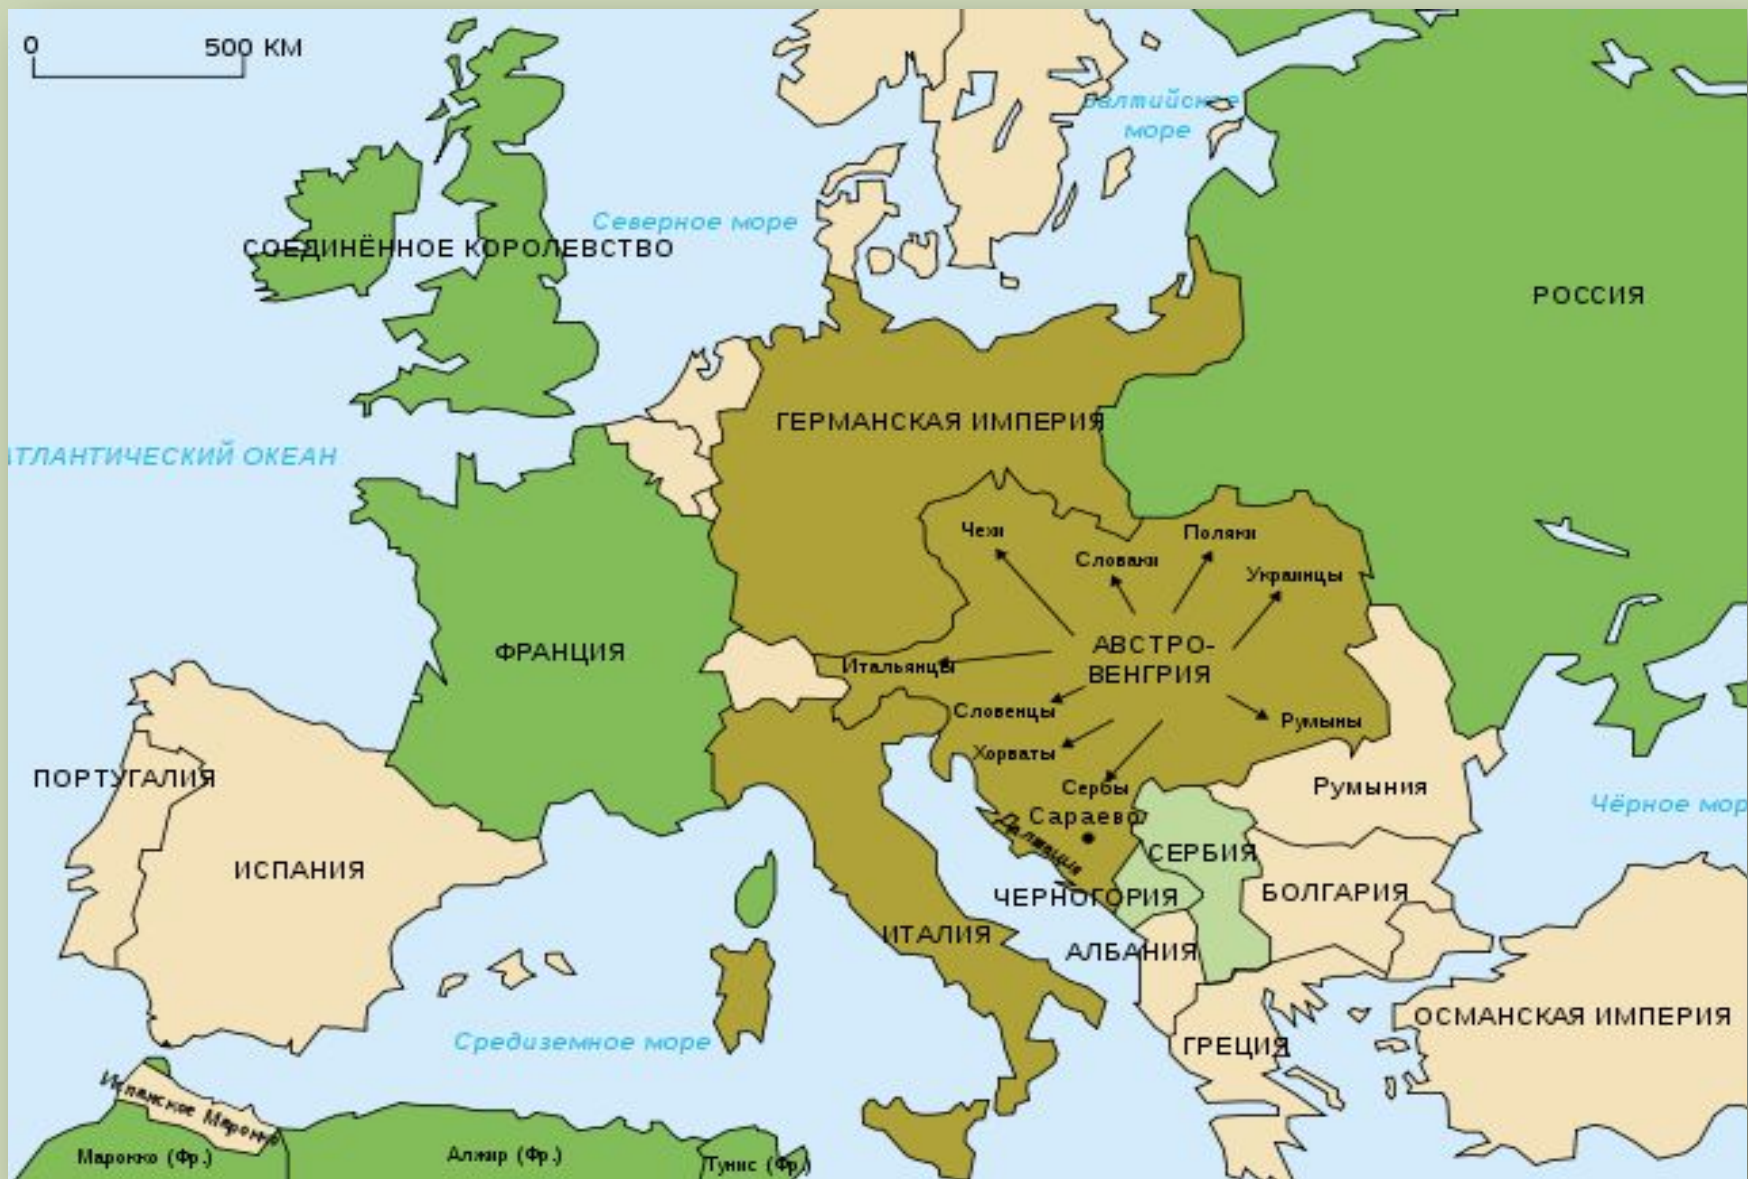 0 500 КМ
Балтийское
море
Северное море
СОЕДИНЁННОЕ КОРОЛЕВСТВО
РОССИЯ
ГЕРМАНСКАЯ ИМПЕРИЯ
АТЛАНТИЧЕСКИЙ ОКЕАН
Чехи
Поляки
Словаки
Украинцы
ФРАНЦИЯ
АВСТРО-
ВЕНГРИЯ
Итальянцы
Словенцы
Румыны
Хорваты
ПОРТУГАЛИЯ
Сербы
Румыния
Чёрное мор
Сараево
Далмация
ИСПАНИЯ
СЕРБИЯ
ЧЕРНОГОРИЯ
БОЛГАРИЯ
ИТАЛИЯ
АЛБАНИЯ
ОСМАНСКАЯ ИМПЕРИЯ
Средиземное море
ГРЕЦИЯ
Испанское Марокко
Марокко (Фр.)
Алжир (Фр.)
Тунис (Фр.)